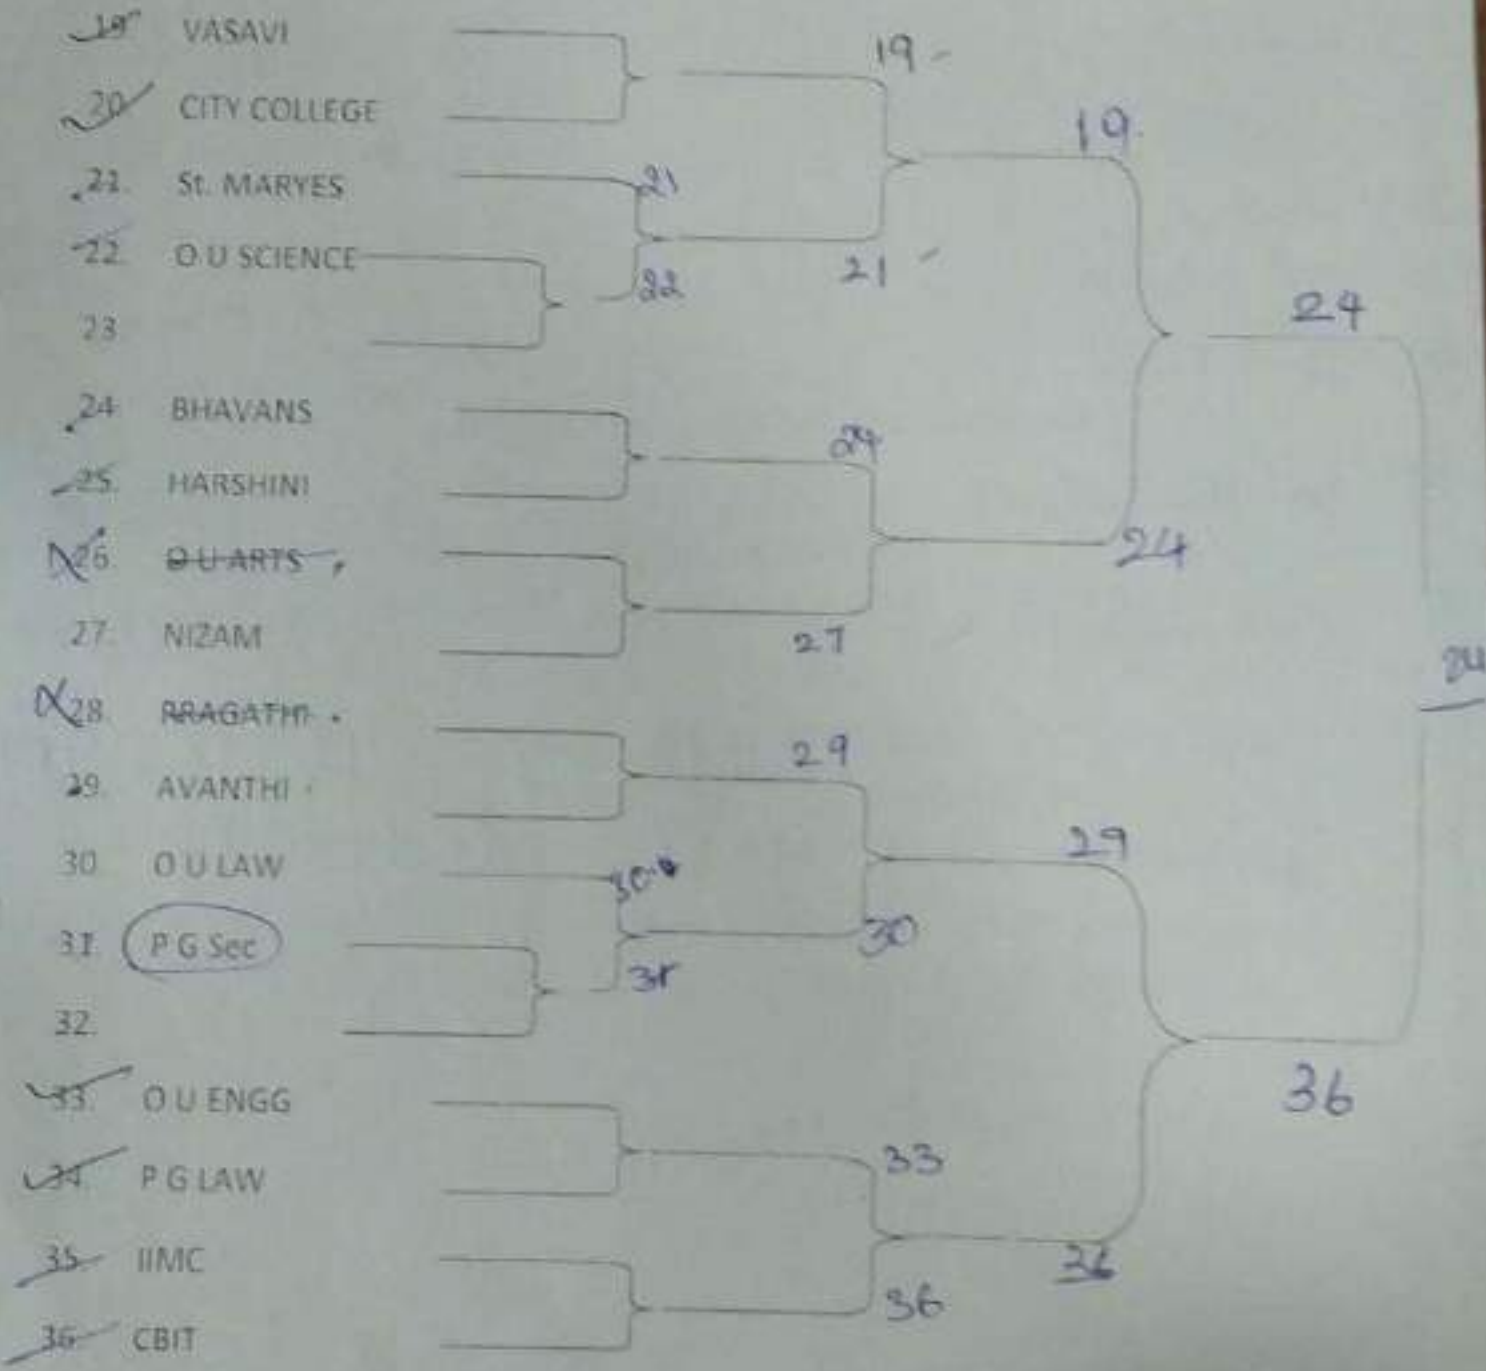 19 VASAVI
19 -
20 CITY COLLEGE
19.
21. St. MARYES
21
22. O U SCIENCE
22
21 -
23
24
24 BHAVANS
24
25. HARSHINI
24
26. O U ARTS
27. NIZAM
27
28. PRAGATHI
29
29. AVANTHI
29
30. O U LAW
30
30
31. P G Sec
31
32.
33. O U ENGG
36
33
34. P G LAW
35. IIMC
36
36
36 CBIT